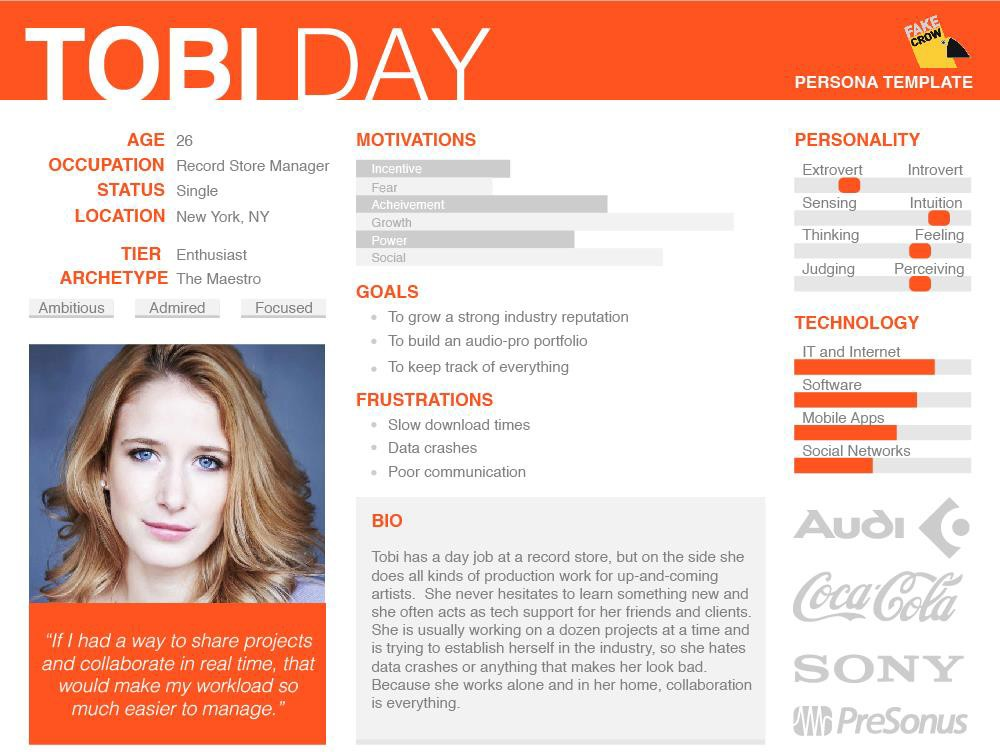 TOBI DAY
FAKE
CROW
PERSONA TEMPLATE
AGE 26
OCCUPATION Record Store Manager
STATUS Single
LOCATION New York, NY
TIER Enthusiast
ARCHETYPE The Maestro
Ambitious Admired Focused
“If I had a way to share projects
and collaborate in real time, that
would make my workload so
much easier to manage.”
MOTIVATIONS
Incentive
Fear
Acheivement
Growth
Power
Social
GOALS
To grow a strong industry reputation
To build an audio-pro portfolio
To keep track of everything
FRUSTRATIONS
Slow download times
Data crashes
Poor communication
BIO
Tobi has a day job at a record store, but on the side she
does all kinds of production work for up-and-coming
artists. She never hesitates to learn something new and
she often acts as tech support for her friends and clients.
She is usually working on a dozen projects at a time and
is trying to establish herself in the industry, so she hates
data crashes or anything that makes her look bad.
Because she works alone and in her home, collaboration
is everything.
PERSONALITY
Extrovert Introvert
Sensing Intuition
Thinking Feeling
Judging Perceiving
TECHNOLOGY
IT and Internet
Software
Mobile Apps
Social Networks
Audi
Coca-Cola
SONY
PreSonus